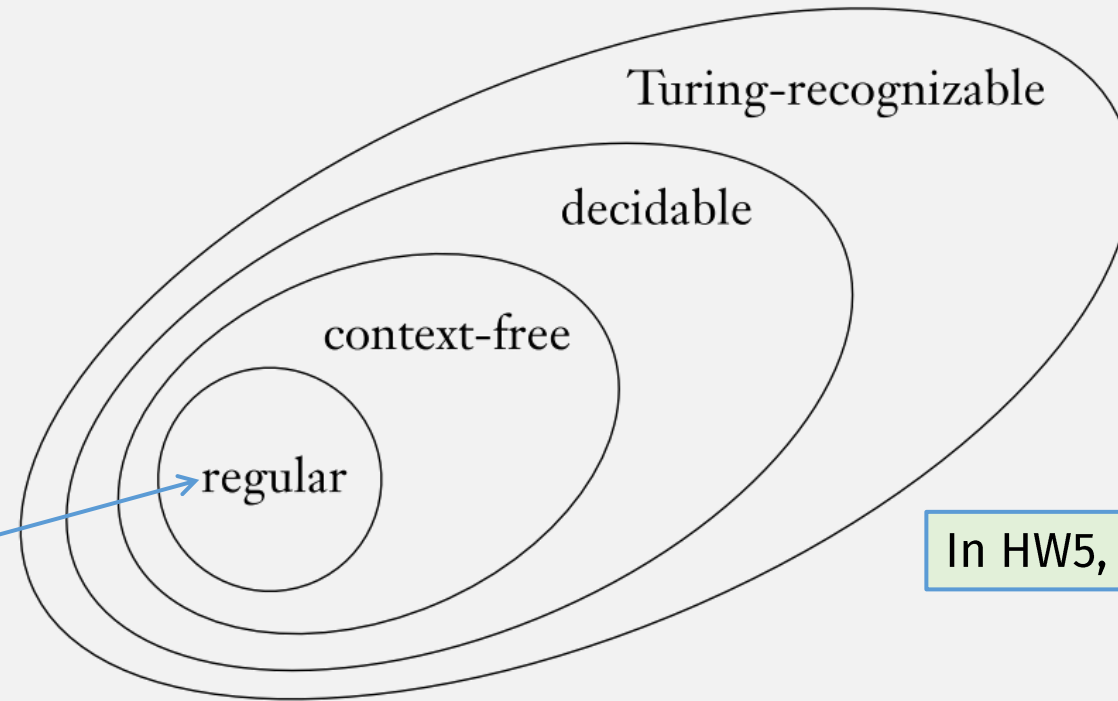 Turing-recognizable
decidable
context-free
regular
In HW5,